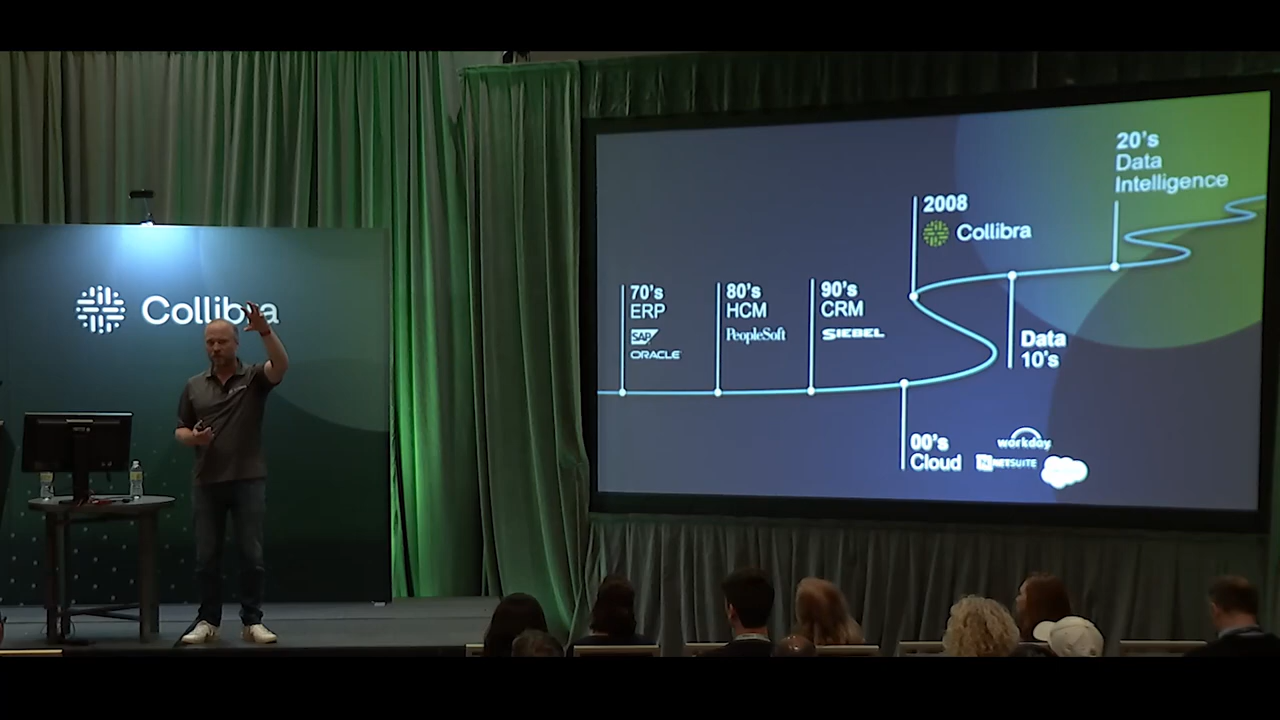 Collibra
70's
ERP
SAP
ORACLE
80's
HCM
PeopleSoft
90's
CRM
SIEBEL
2008
Collibra
00's
Cloud
workday
N NETSUITE
Data
10's
20's
Data
Intelligence